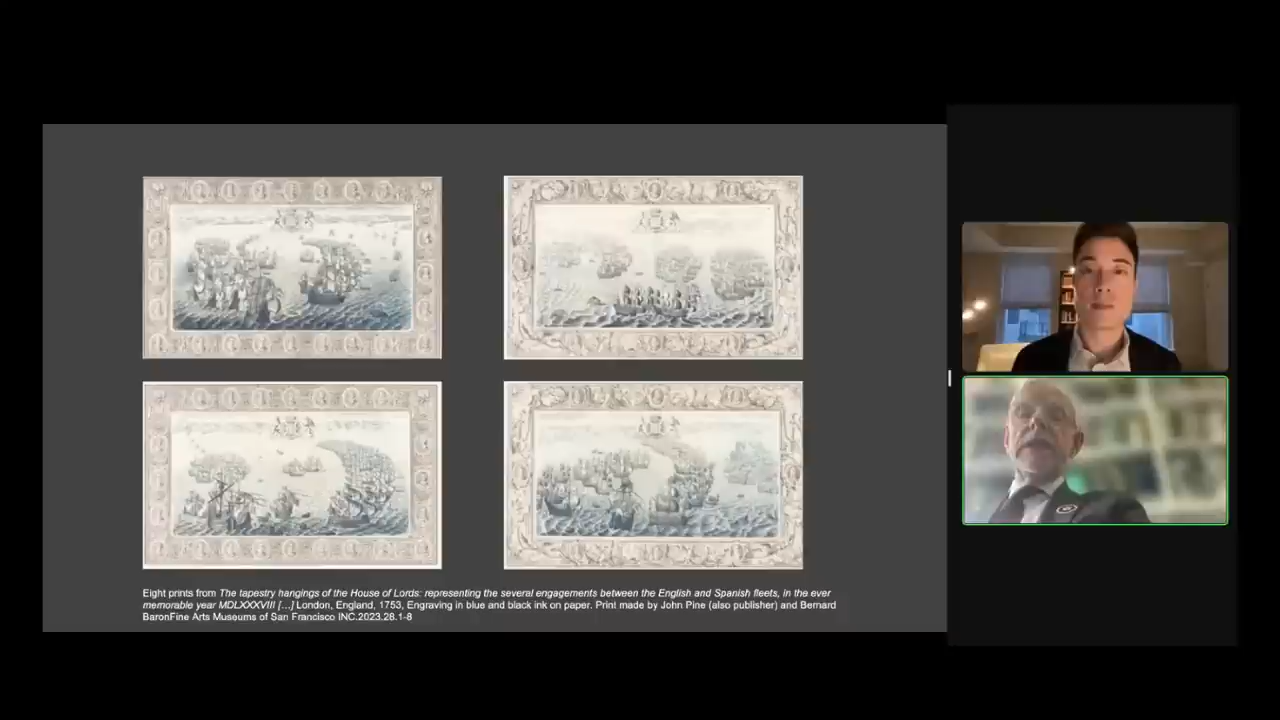 Eight prints from The tapestry hangings of the House of Lords: representing the several engagements between the English and Spanish fleets, in the ever
memorable year MDLXXXVIII [...] London, England, 1753, Engraving in blue and black ink on paper. Print made by John Pine (also publisher) and Bernard
BaronFine Arts Museums of San Francisco INC.2023.28.1-8